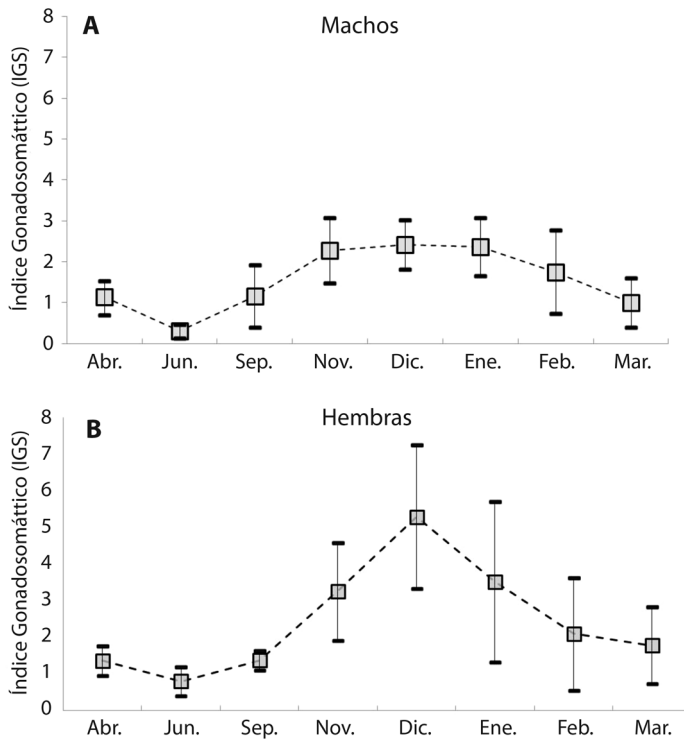 A
Machos
Índice Gonadosomáttico (IGS)
8
7
6
5
4
3
2
1
0
Abr. Jun. Sep. Nov. Dic. Ene. Feb. Mar.
B
Hembras
Índice Gonadosomáttico (IGS)
8
7
6
5
4
3
2
1
0
Abr. Jun. Sep. Nov. Dic. Ene. Feb. Mar.